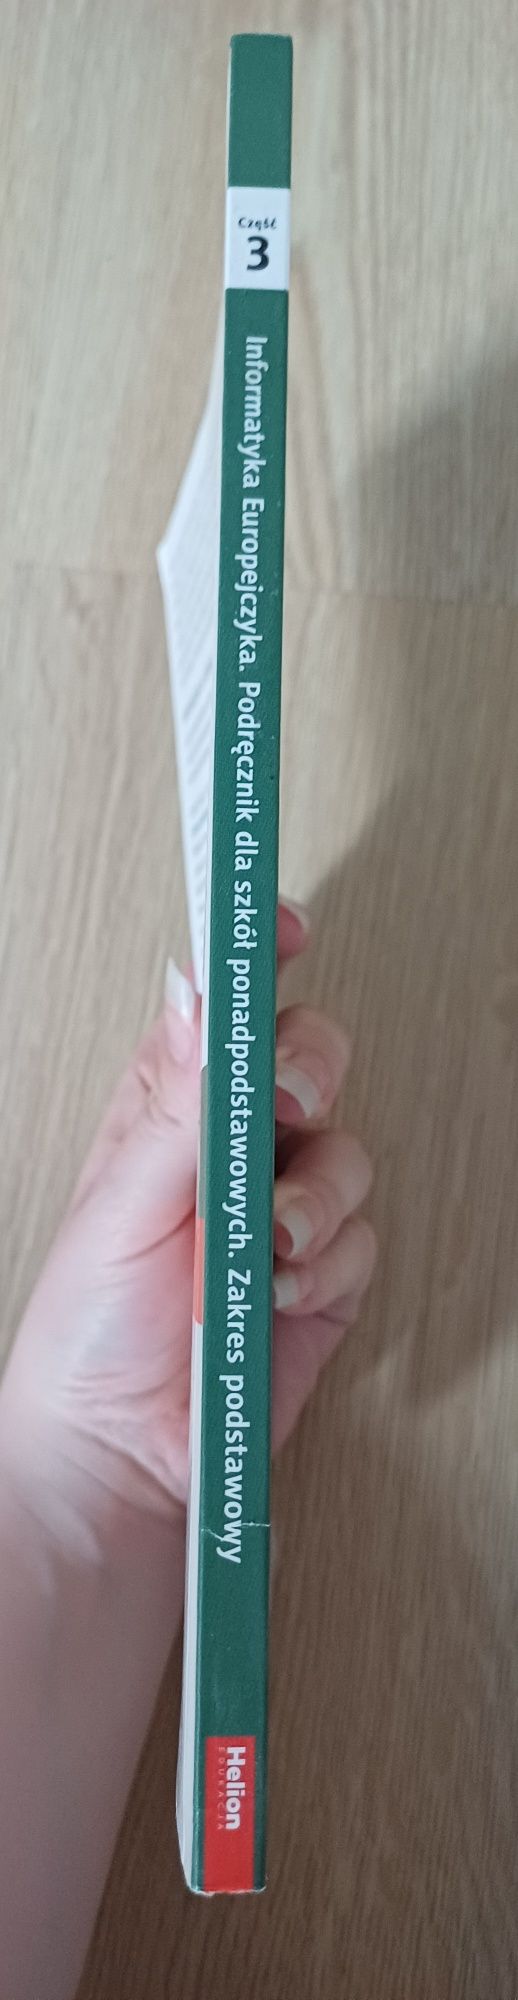 Część
3
Informatyka Europejczyka. Podręcznik dla szkół ponadpodstawowych. Zakres podstawowy
Helion
EDUKACJA